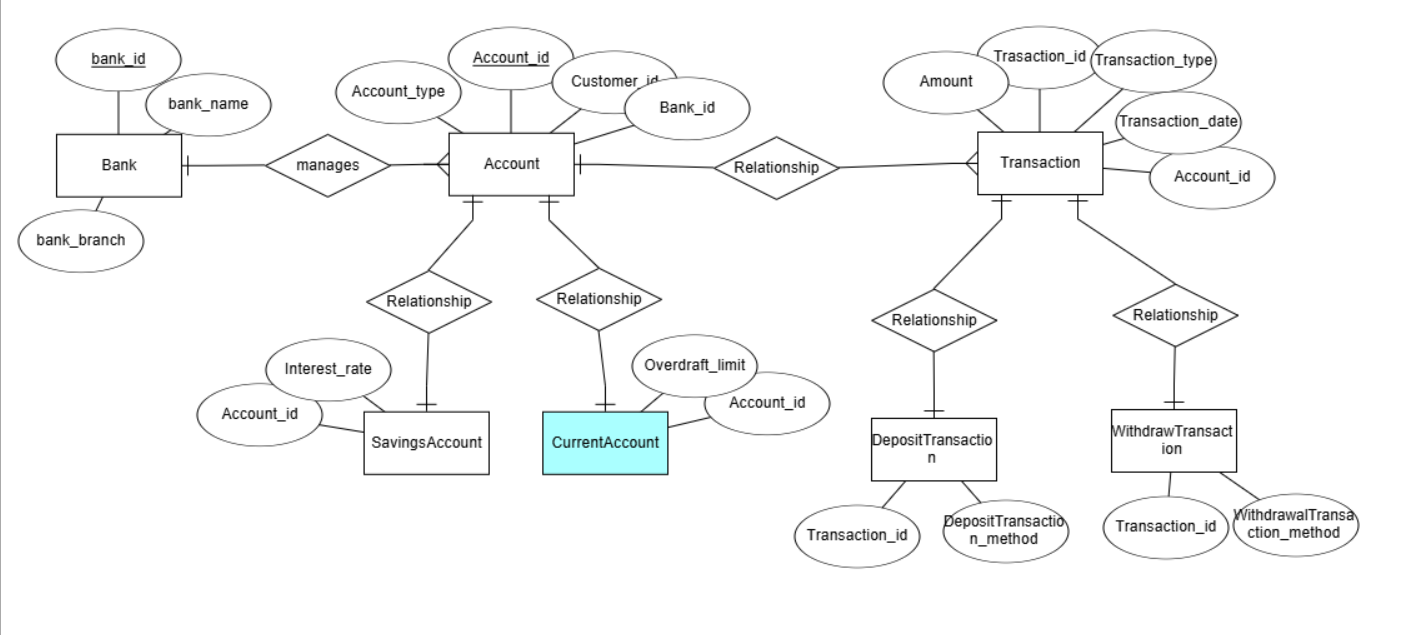 bank_id
bank_name
Bank
bank_branch
manages
Account_type
Account_id
Customer_id
Bank_id
Account
Relationship
Amount
Trasaction_id
Transaction_type
Transaction_date
Account_id
Transaction
Relationship
Relationship
Relationship
Relationship
Interest_rate
Account_id
SavingsAccount
Overdraft_limit
Account_id
CurrentAccount
DepositTransactio
n
WithdrawTransact
ion
Transaction_id
DepositTransactio
n_method
Transaction_id
WithdrawalTransa
ction_method